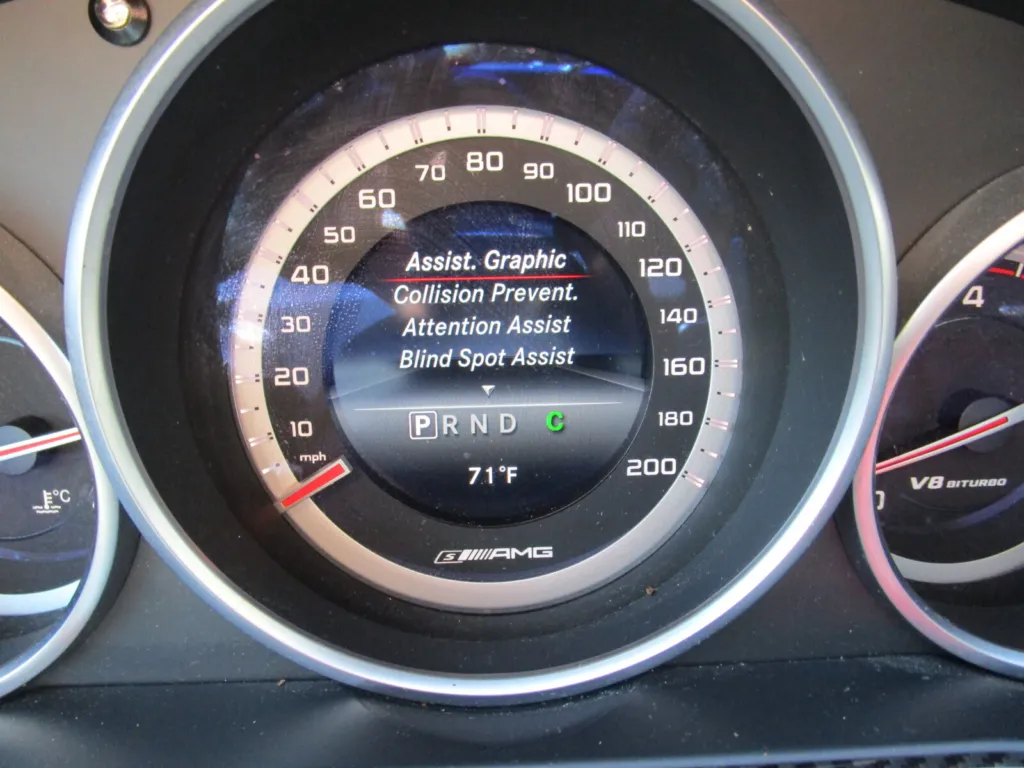 10
20
30
40
50
60
70
80
90
100
110
120
140
160
180
200
mph
Assist. Graphic
Collision Prevent.
Attention Assist
Blind Spot Assist
P R N D C
71°F
S AMG
°C
4
0
V8 BITURBO